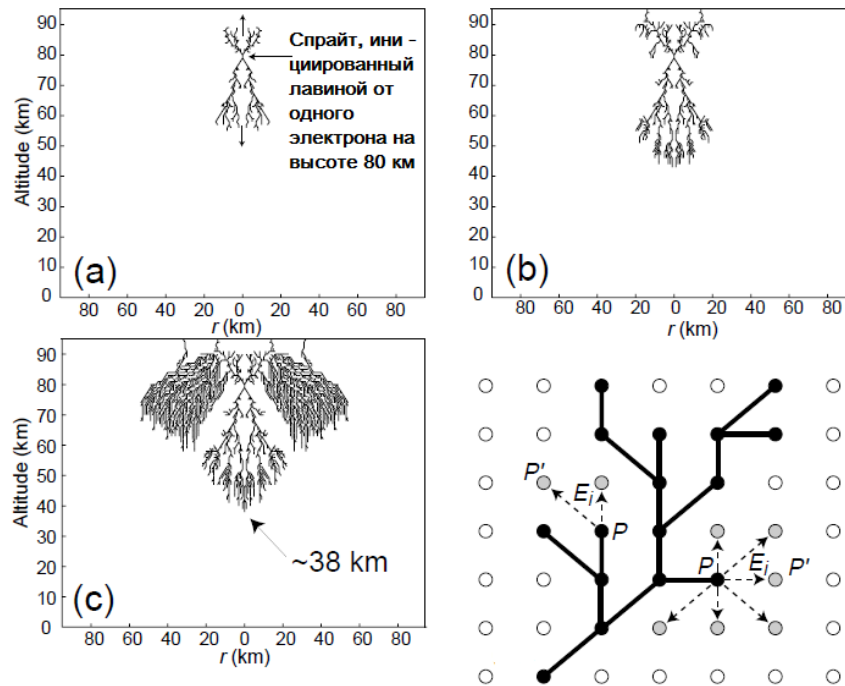 90
80
70
60
50
40
30
20
10
0
Altitude (km)
Спрайт, ини -
циированный
лавиной от
одного
электрона на
высоте 80 км
(a)
80 60 40 20 0 20 40 60 80
r (km)
90
80
70
60
50
40
30
20
10
0
Altitude (km)
(b)
80 60 40 20 0 20 40 60 80
r (km)
90
80
70
60
50
40
30
20
10
0
Altitude (km)
~38 km
(c)
80 60 40 20 0 20 40 60 80
r (km)
P' Ei
P
P Ei P'